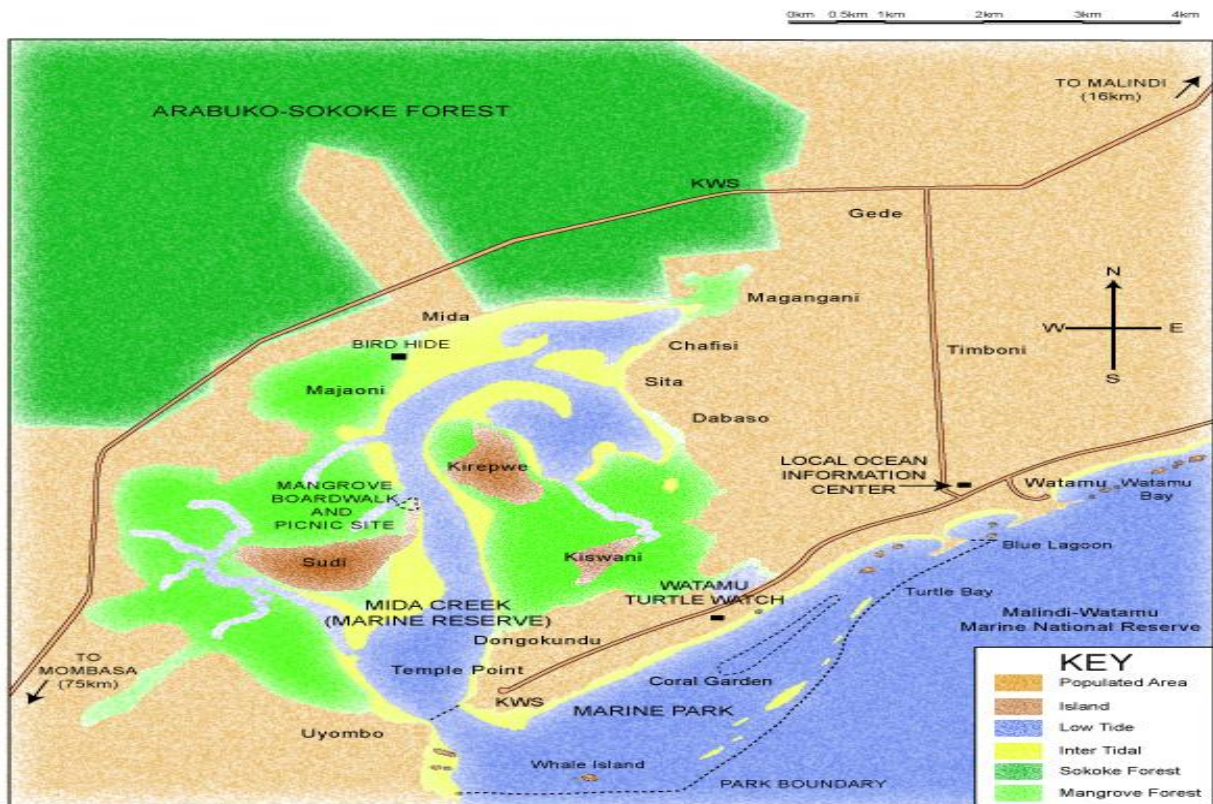 0km 0.5km 1km 2km 3km 4km
TO MALINDI
(16km)
ARABUKO-SOKOKE FOREST
KWS
Gede
N
W E
S
Magangani
Mida
BIRD HIDE
Chafisi
Timboni
Majaoni
Sita
Dabaso
Kirepwe
LOCAL OCEAN
INFORMATION
CENTER
Watamu
Watamu
Bay
MANGROVE
BOARDWALK
AND
PICNIC SITE
Sudi
Kiswani
Blue Lagoon
WATAMU
TURTLE WATCH
Turtle Bay
MIDA CREEK
(MARINE RESERVE)
Malindi-Watamu
Marine National Reserve
Dongokundu
TO
MOMBASA
(75km)
Temple Point
Coral Garden
KWS
MARINE PARK
Uyombo
Whale Island
PARK BOUNDARY
KEY
Populated Area
Island
Low Tide
Inter Tidal
Sokoke Forest
Mangrove Forest